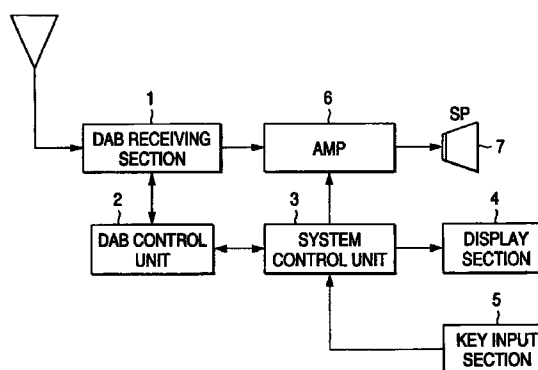 1
DAB RECEIVING
SECTION
6
AMP
SP
7
2
DAB CONTROL
UNIT
3
SYSTEM
CONTROL UNIT
4
DISPLAY
SECTION
5
KEY INPUT
SECTION